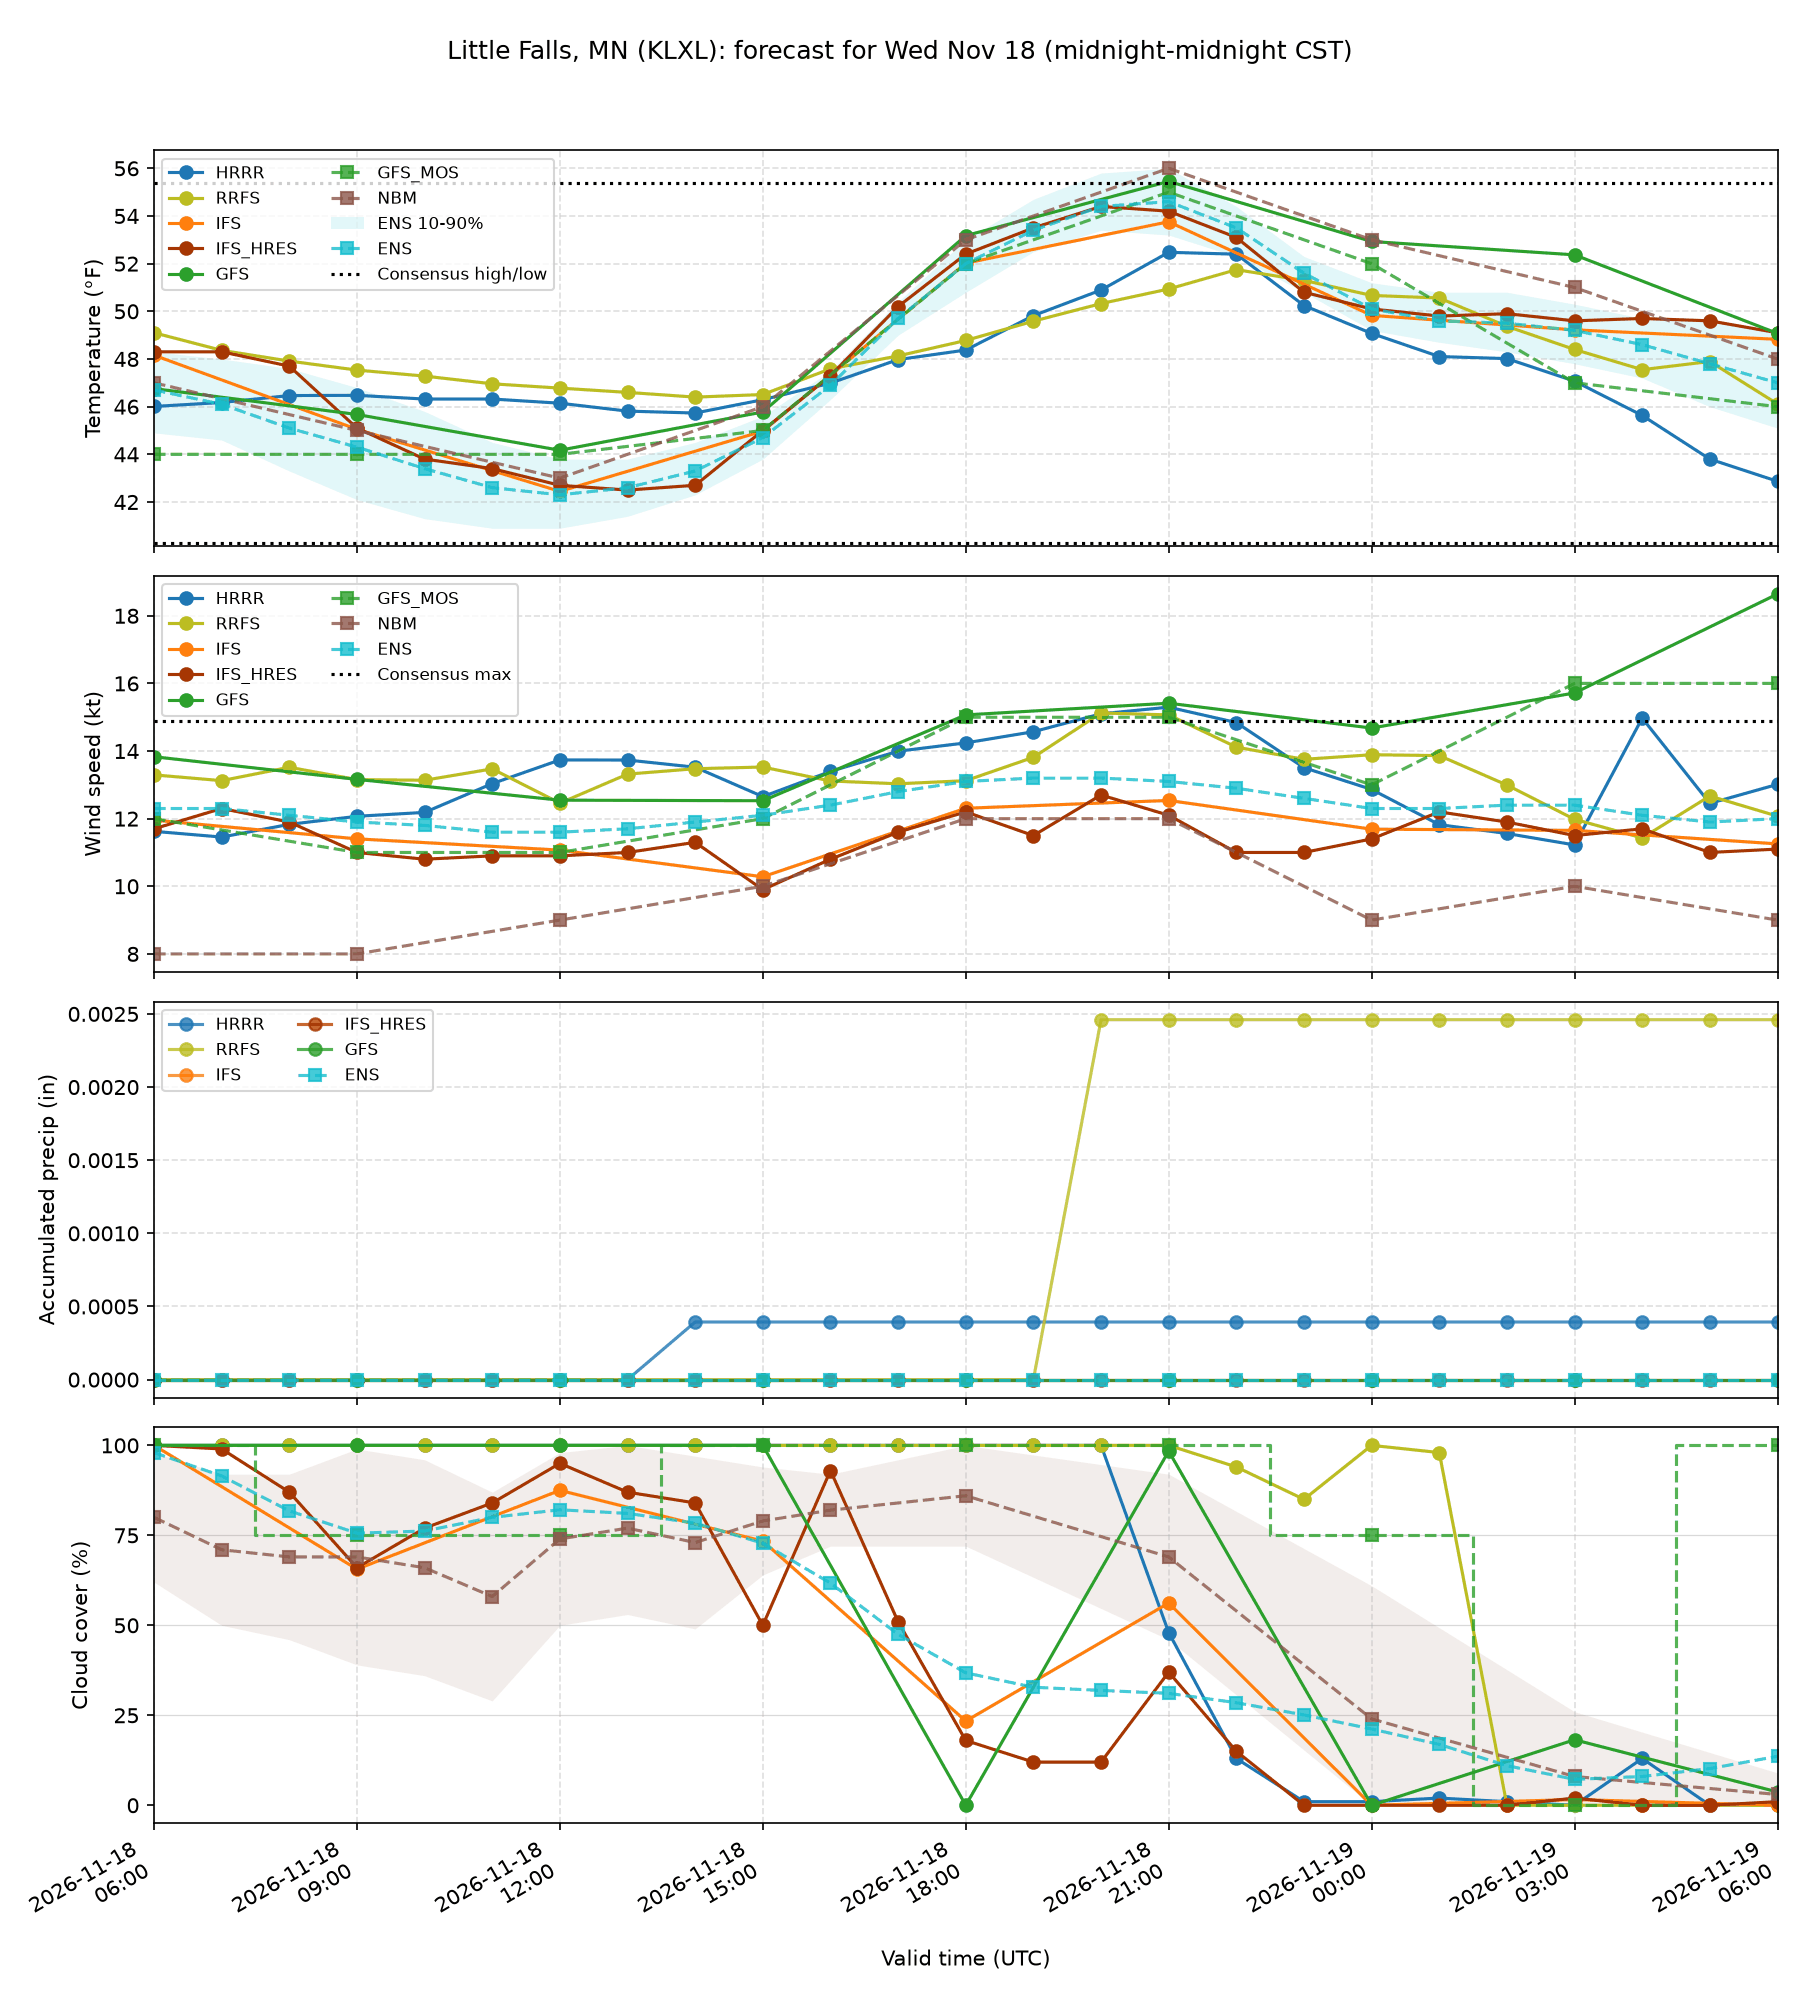 Little Falls, MN (KLXL): forecast for Wed Nov 18 (midnight-midnight CST)
HRRR
RRFS
IFS
IFS_HRES
GFS
GFS_MOS
NBM
ENS 10-90%
ENS
Consensus high/low
56
54
52
50
48
46
44
42
Temperature (°F)
HRRR
RRFS
IFS
IFS_HRES
GFS
GFS_MOS
NBM
ENS
Consensus max
18
16
14
12
10
8
Wind speed (kt)
HRRR
RRFS
IFS
IFS_HRES
GFS
ENS
0.0025
0.0020
0.0015
0.0010
0.0005
0.0000
Accumulated precip (in)
100
75
50
25
0
Cloud cover (%)
2026-11-18
06:00
2026-11-18
09:00
2026-11-18
12:00
2026-11-18
15:00
2026-11-18
18:00
2026-11-18
21:00
2026-11-19
00:00
2026-11-19
03:00
2026-11-19
06:00
Valid time (UTC)